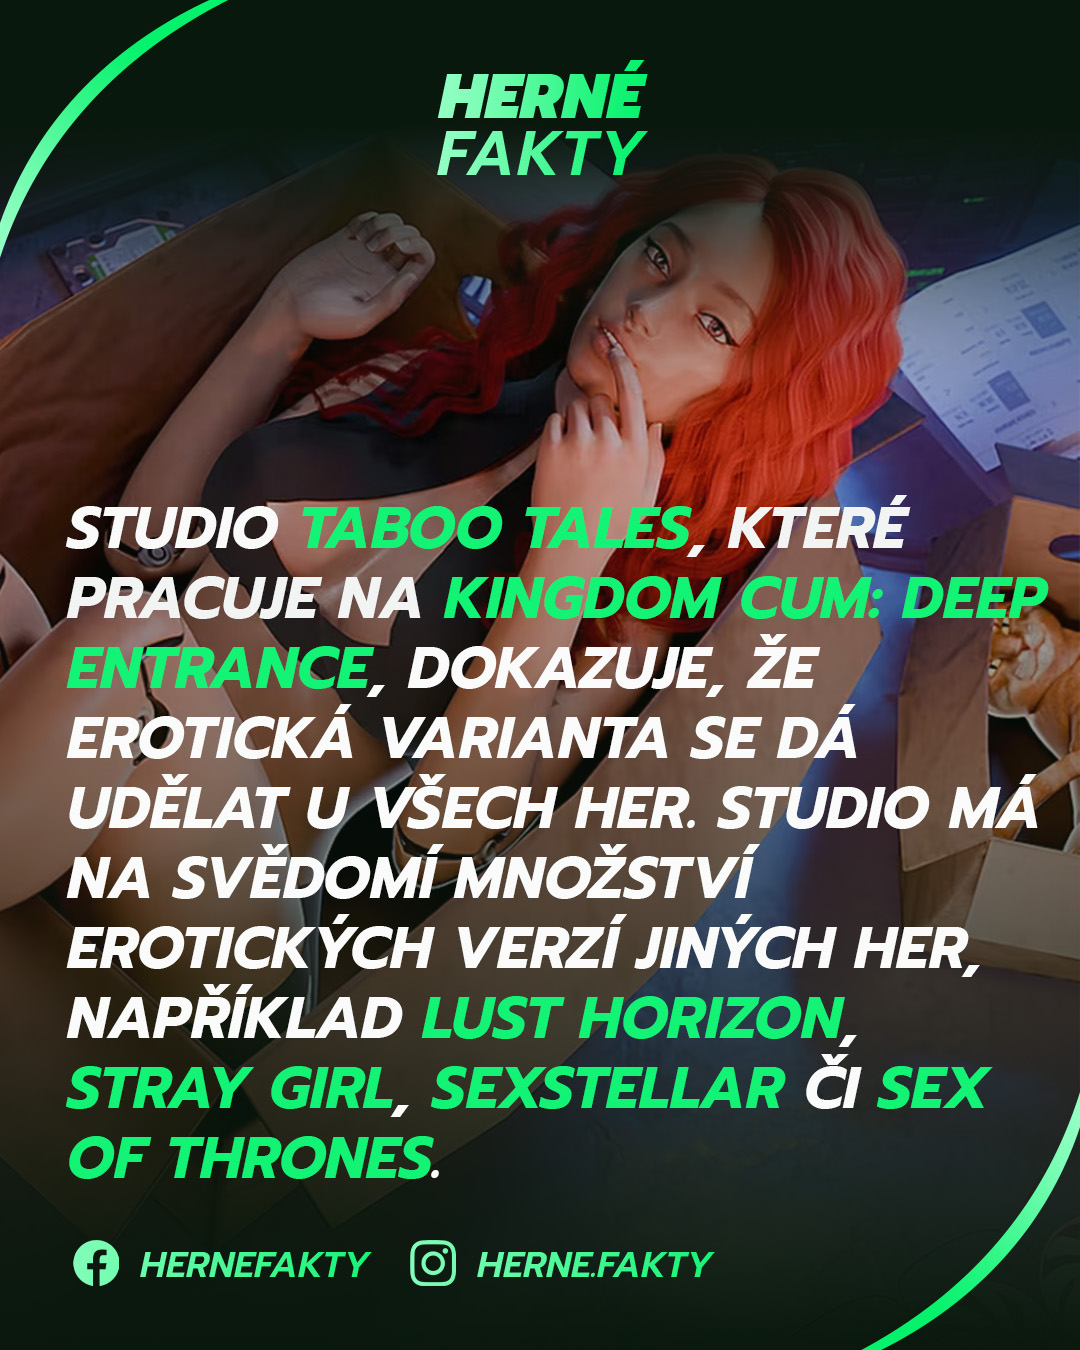 HERNÉ
FAKTY
STUDIO TABOO TALES, KTERÉ
PRACUJE NA KINGDOM CUM: DEEP
ENTRANCE, DOKAZUJE, ŽE
EROTICKÁ VARIANTA SE DÁ
UDĚLAT U VŠECH HER. STUDIO MÁ
NA SVĚDOMÍ MNOŽSTVÍ
EROTICKÝCH VERZÍ JINÝCH HER,
NAPŘÍKLAD LUST HORIZON,
STRAY GIRL, SEXSTELLAR ČI SEX
OF THRONES.
HERNEFAKTY HERNE.FAKTY